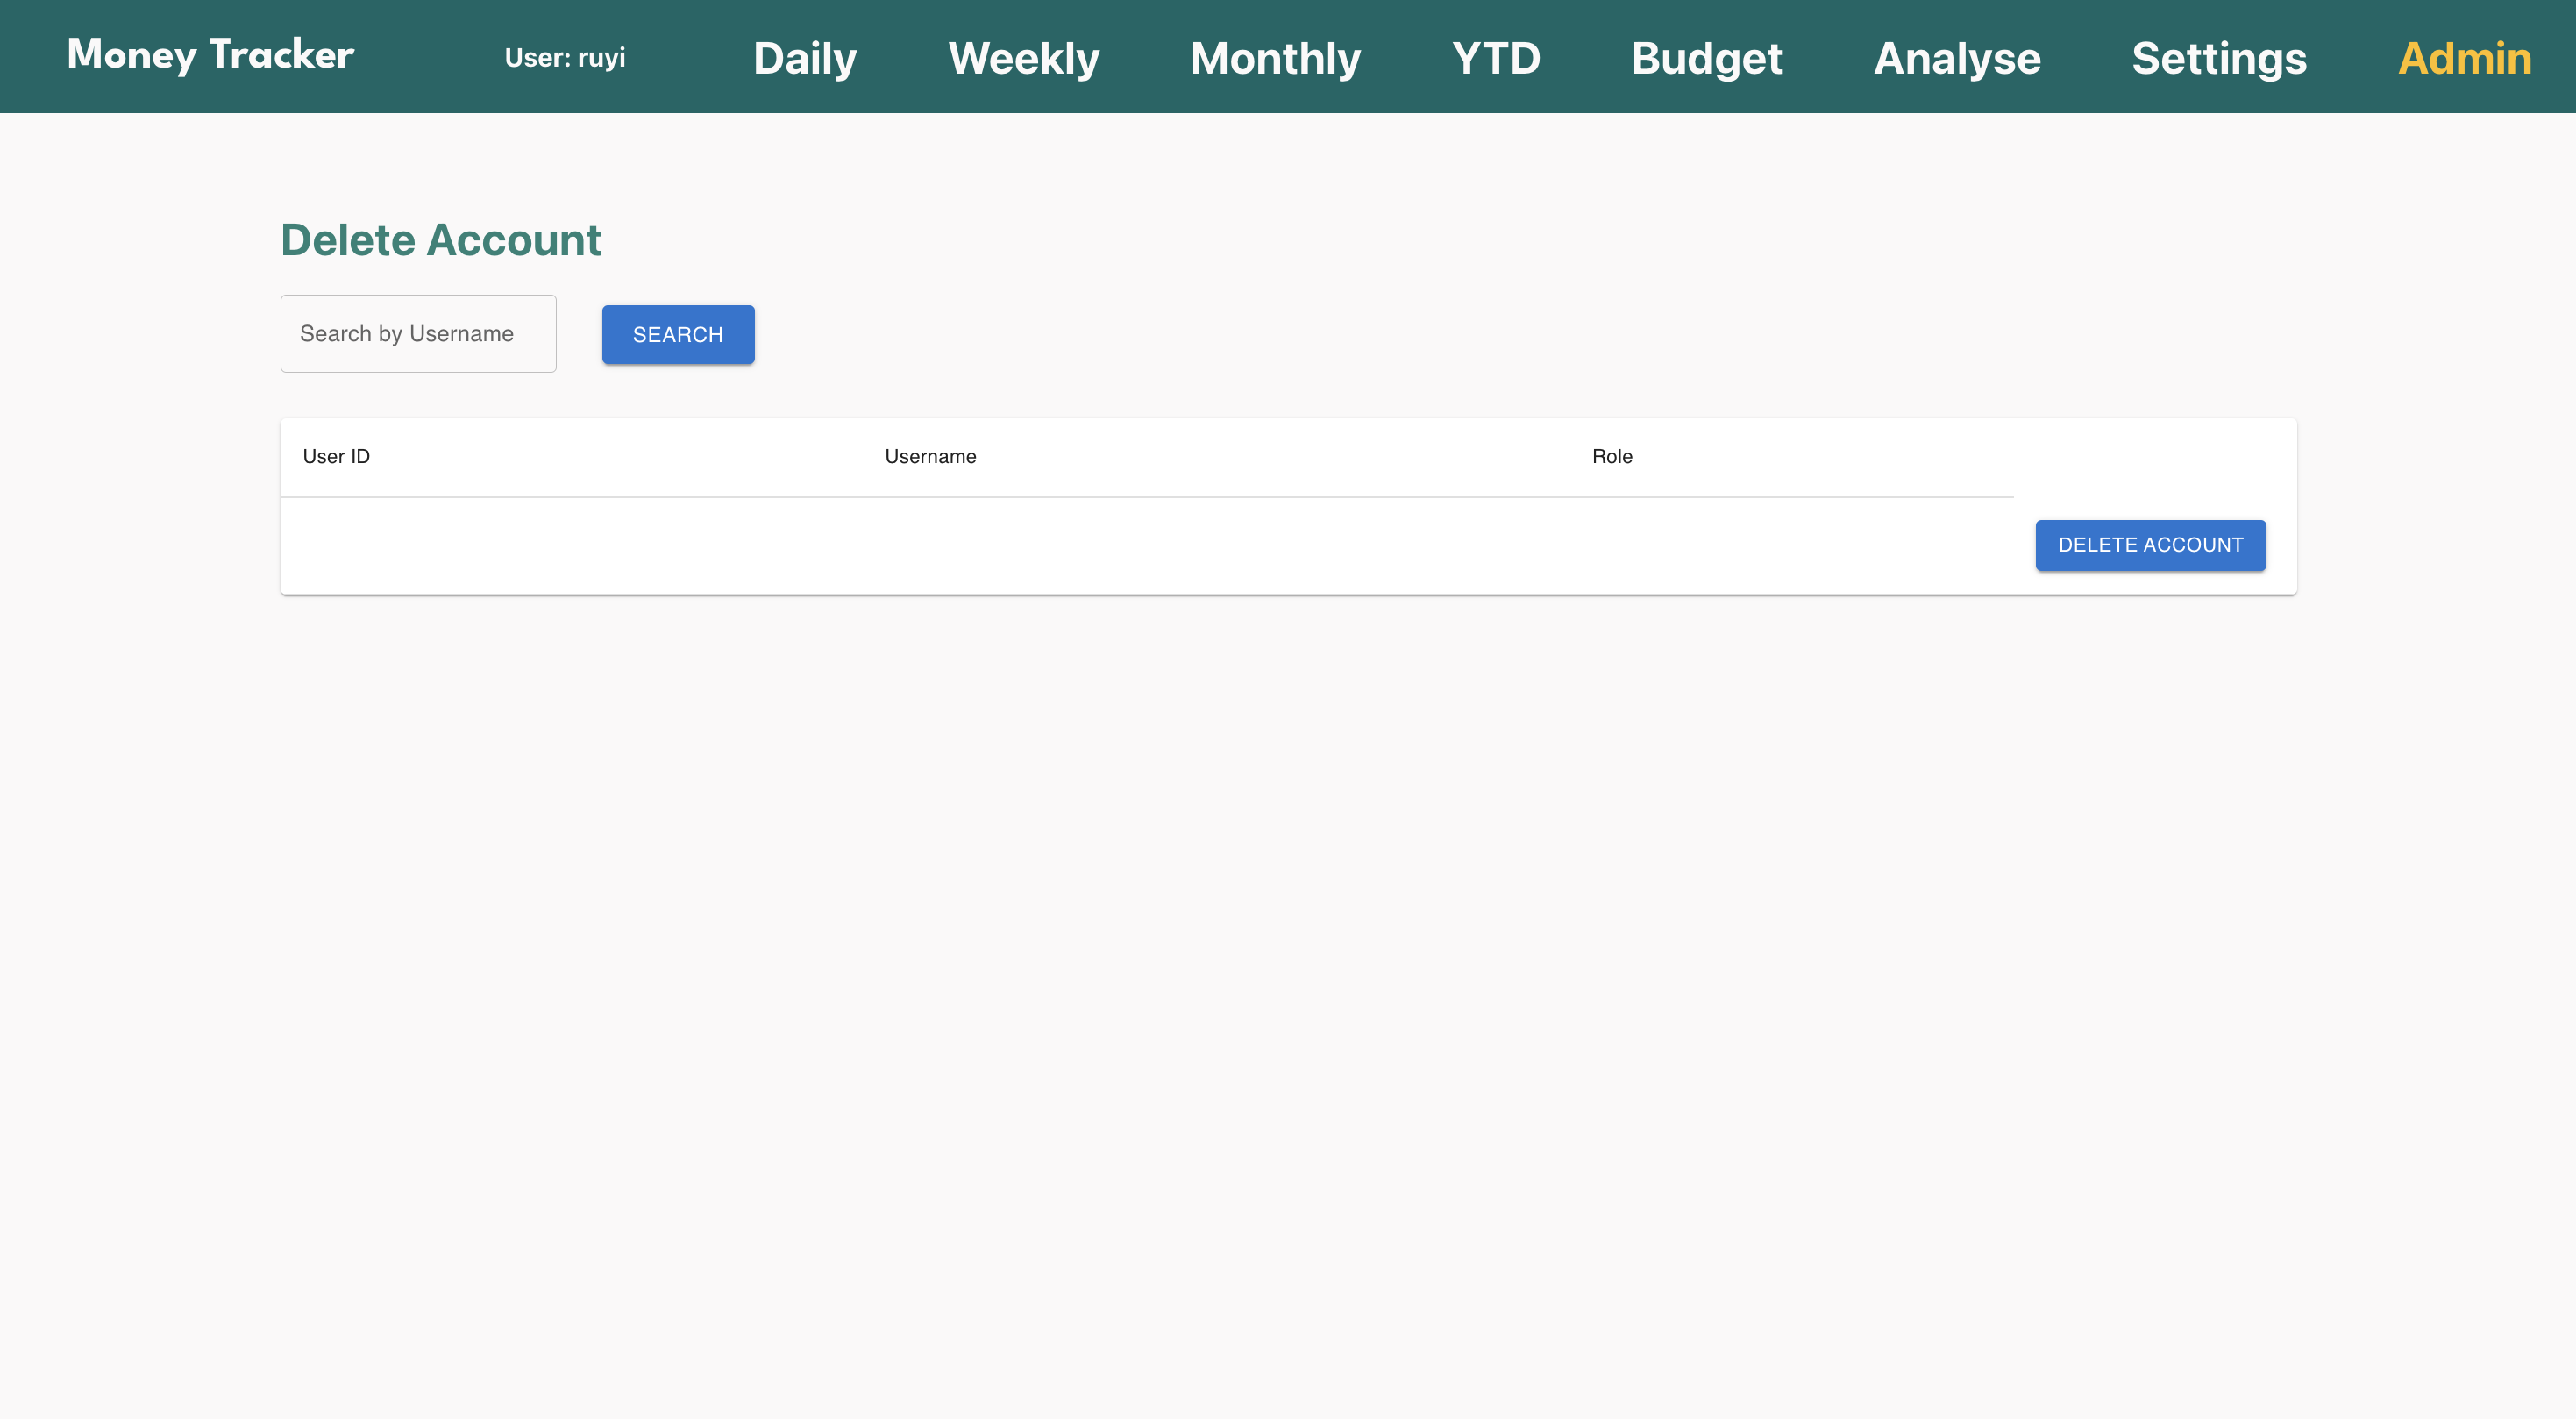 Money Tracker User: ruyi Daily Weekly Monthly YTD Budget Analyse Settings Admin
Delete Account
Search by Username SEARCH
User ID Username Role
DELETE ACCOUNT